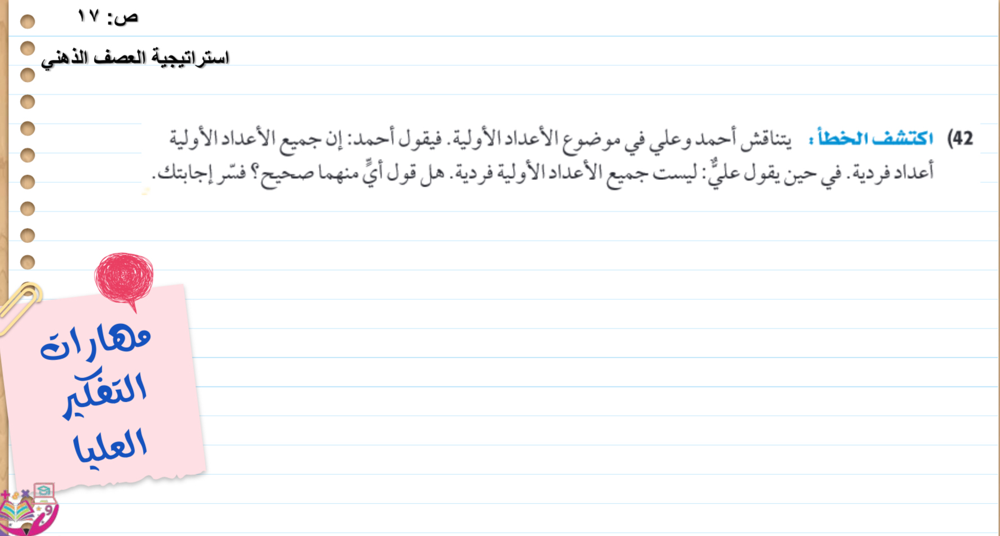 ص: ١٧
استراتيجية العصف الذهني
42) اكتشف الخطأ: يتناقش أحمد وعلي في موضوع الأعداد الأولية. فيقول أحمد: إن جميع الأعداد الأولية
أعداد فردية. في حين يقول عليٌّ: ليست جميع الأعداد الأولية فردية. هل قول أيٍّ منهما صحيح؟ فسّر إجابتك.
مهارات
التفكير
العليا